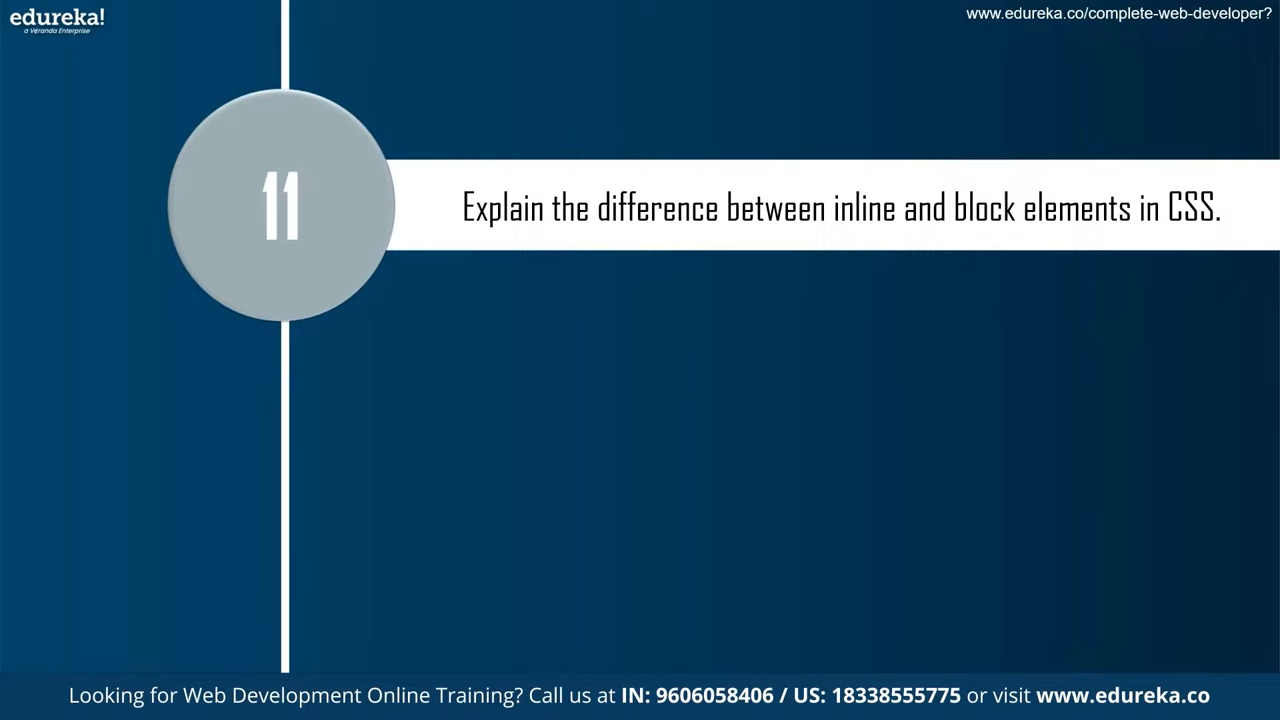 edureka!
a Veranda Enterprise
www.edureka.co/complete-web-developer?
11
Explain the difference between inline and block elements in CSS.
Looking for Web Development Online Training? Call us at IN: 9606058406 / US: 18338555775 or visit www.edureka.co